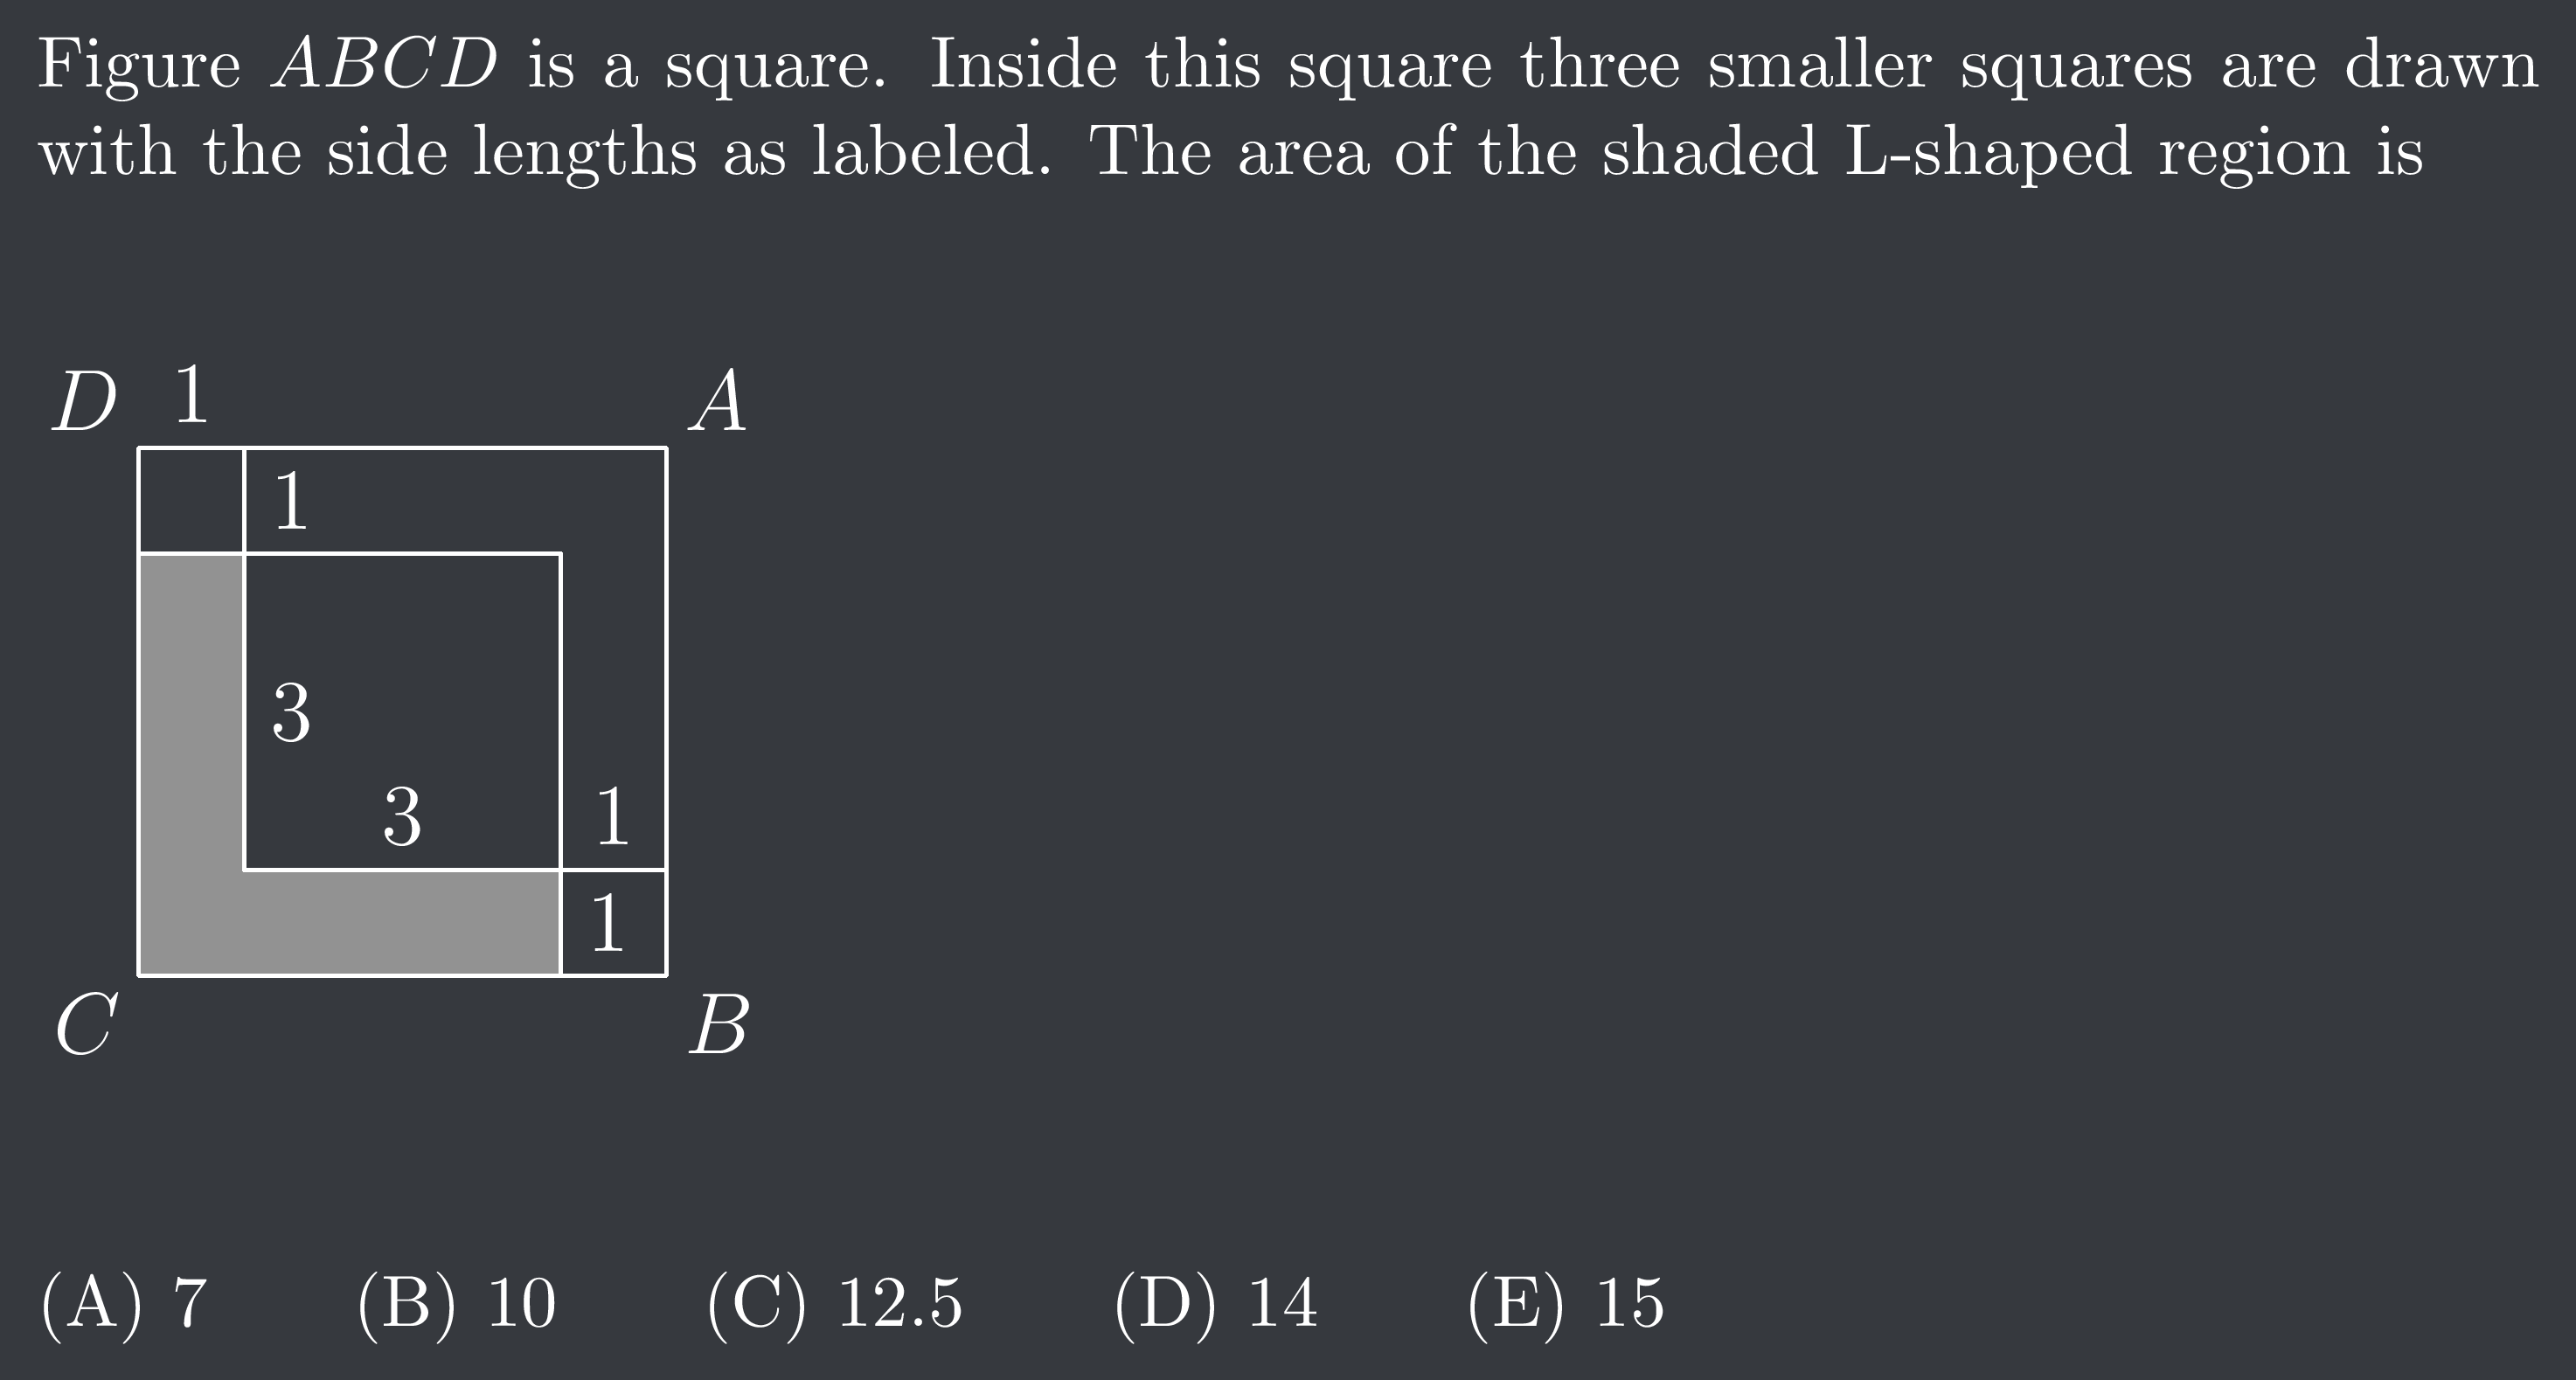 Figure ABCD is a square. Inside this square three smaller squares are drawn
with the side lengths as labeled. The area of the shaded L-shaped region is
D 1 A
1
3
3 1
1
C B
(A) 7 (B) 10 (C) 12.5 (D) 14 (E) 15